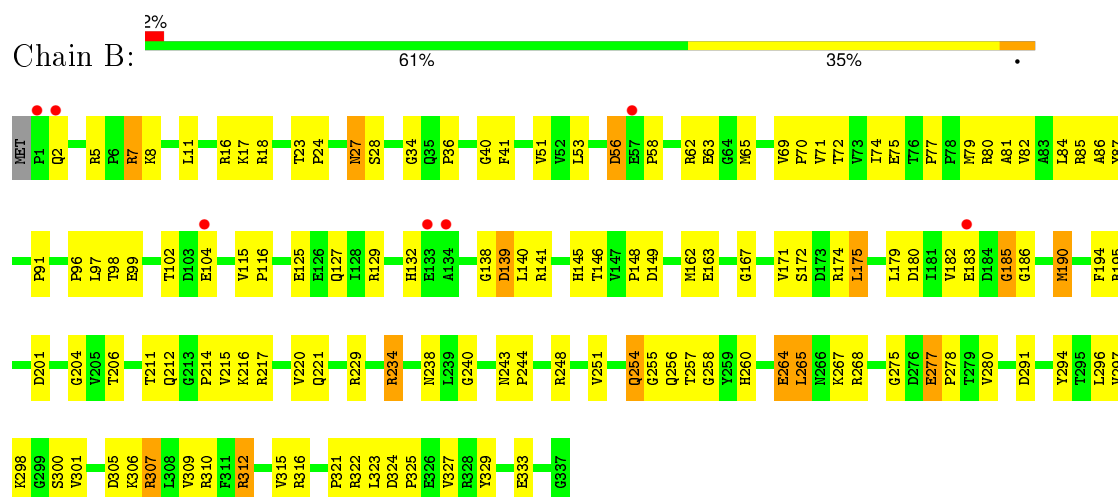 2%
Chain B:
61% 35% •
MET P1 Q2 R5 P6 R7 K8 L11 R16 K17 R18 T23 P24 N27 S28 G34 Q35 P36 G40 F41 V51 V52 L53 D56 E57 P58 R62 E63 G64 M65 V69 P70 V71 T72 V73 I74 E75 T76 P77 P78 M79 R80 A81 V82 A83 L84 R85 A86 Y87
P91 P96 L97 T98 E99 T102 D103 E104 V115 P116 E125 E126 Q127 I128 R129 H132 E133 A134 G138 D139 L140 R141 H145 T146 V147 P148 D149 M162 E163 G167 V171 S172 D173 R174 L175 L179 D180 I181 V182 E183 D184 G185 G186 M190 F194 R195
D201 G204 V205 T206 T211 Q212 G213 P214 V215 K216 R217 V220 Q221 R229 R234 N238 L239 G240 N243 P244 R248 V251 Q254 G255 Q256 T257 G258 Y259 H260 E264 L265 N266 K267 R268 G275 D276 E277 P278 T279 V280 D291 Y294 T295 L296 V297
K298 G299 S300 V301 D305 K306 R307 L308 V309 R310 F311 R312 V315 R316 P321 R322 L323 D324 P325 E326 V327 R328 Y329 E333 G337